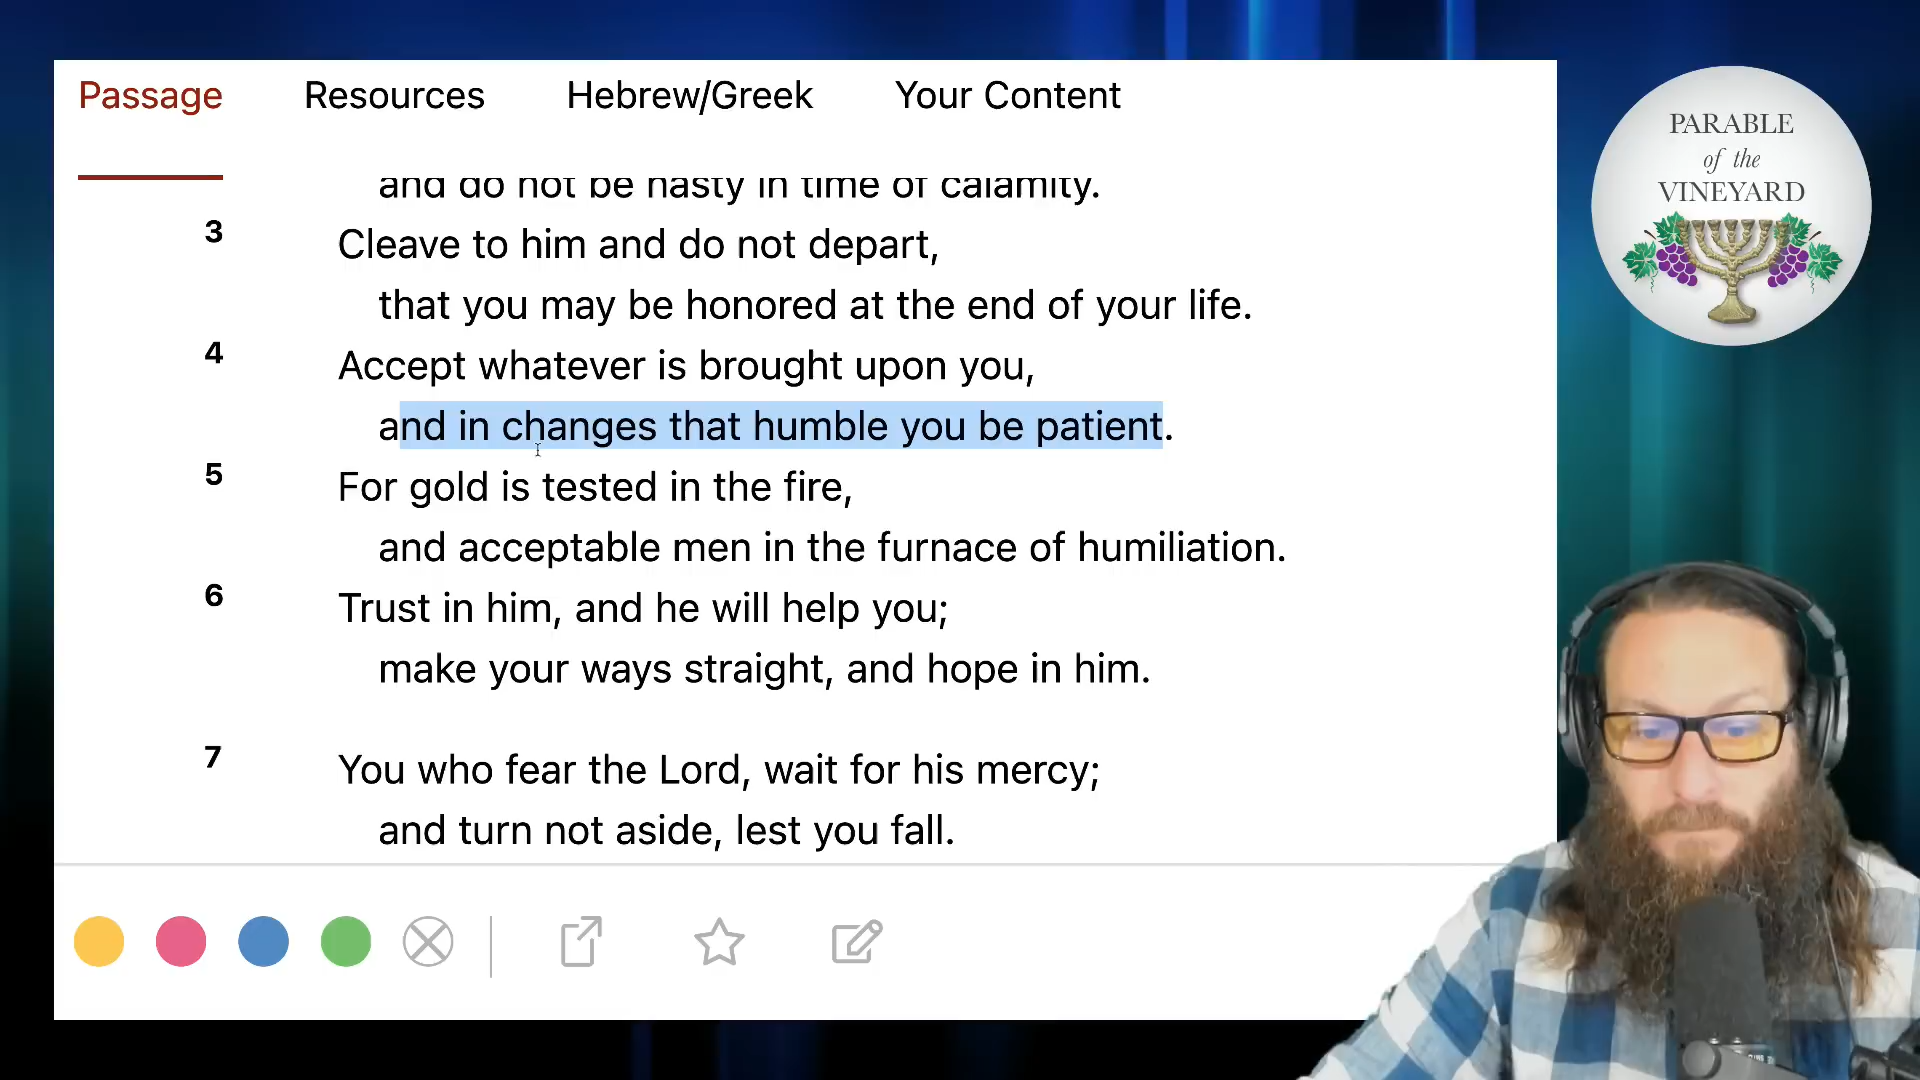 Passage Resources Hebrew/Greek Your Content
and do not be hasty in time of calamity.
3 Cleave to him and do not depart,
that you may be honored at the end of your life.
4 Accept whatever is brought upon you,
and in changes that humble you be patient.
5 For gold is tested in the fire,
and acceptable men in the furnace of humiliation.
6 Trust in him, and he will help you;
make your ways straight, and hope in him.
7 You who fear the Lord, wait for his mercy;
and turn not aside, lest you fall.
PARABLE
of the
VINEYARD